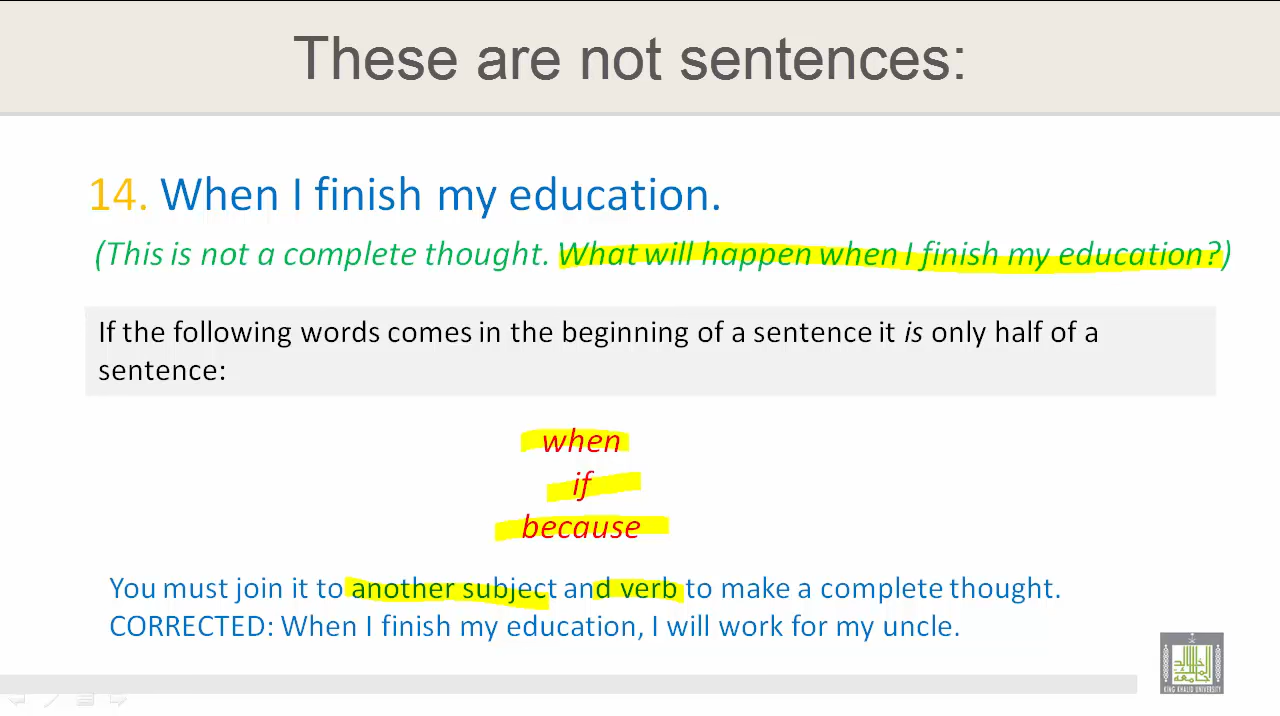 These are not sentences:
14. When I finish my education.
(This is not a complete thought. What will happen when I finish my education?)
If the following words comes in the beginning of a sentence it is only half of a
sentence:
when
if
because
You must join it to another subject and verb to make a complete thought.
CORRECTED: When I finish my education, I will work for my uncle.
KING KHALID UNIVERSITY